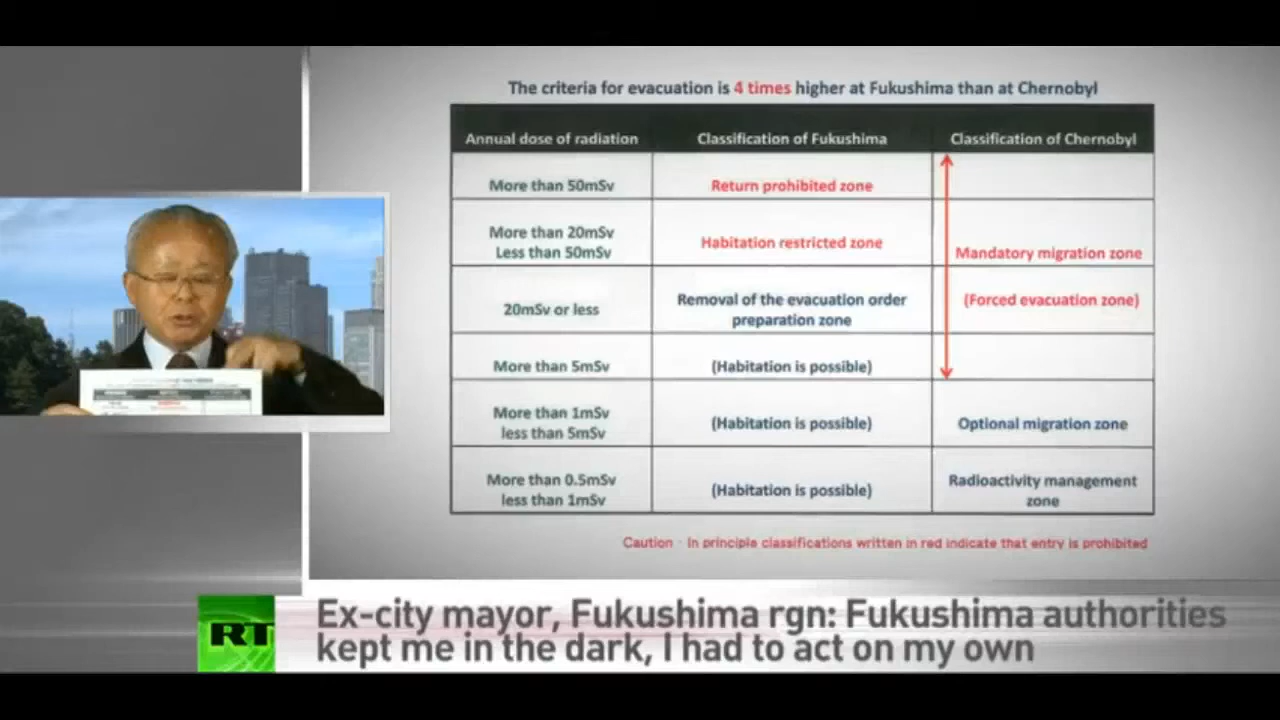 The criteria for evacuation is 4 times higher at Fukushima than at Chernobyl
Annual dose of radiation Classification of Fukushima Classification of Chernobyl
More than 50mSv Return prohibited zone
More than 20mSv
Less than 50mSv
Habitation restricted zone
Mandatory migration zone
20mSv or less
Removal of the evacuation order
preparation zone
(Forced evacuation zone)
More than 5mSv (Habitation is possible)
More than 1mSv
less than 5mSv
(Habitation is possible)
Optional migration zone
More than 0.5mSv
less than 1mSv
(Habitation is possible)
Radioactivity management
zone
Caution - In principle classifications written in red indicate that entry is prohibited
RT
Ex-city mayor, Fukushima rgn: Fukushima authorities
kept me in the dark, I had to act on my own